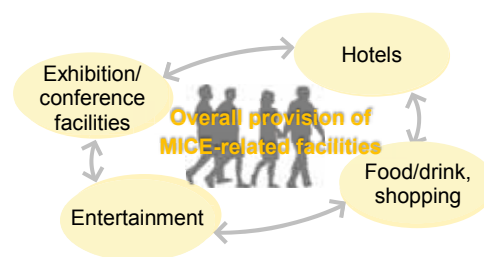 Hotels
Exhibition/
conference
facilities
Overall provision of
MICE-related facilities
Food/drink,
shopping
Entertainment